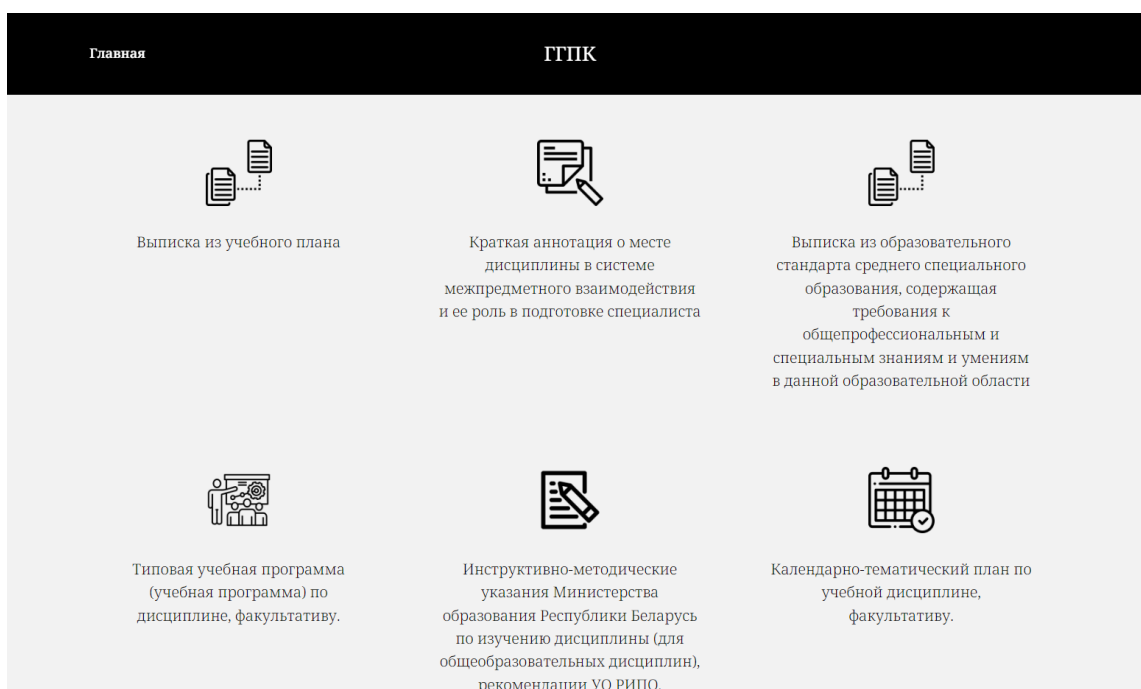 Главная
ГГПК
Выписка из учебного плана
Краткая аннотация о месте
дисциплины в системе
межпредметного взаимодействия
и ее роль в подготовке специалиста
Выписка из образовательного
стандарта среднего специального
образования, содержащая
требования к
общепрофессиональным и
специальным знаниям и умениям
в данной образовательной области
Типовая учебная программа
(учебная программа) по
дисциплине, факультативу.
Инструктивно-методические
указания Министерства
образования Республики Беларусь
по изучению дисциплины (для
общеобразовательных дисциплин),
рекомендации УО РИПО.
Календарно-тематический план по
учебной дисциплине,
факультативу.